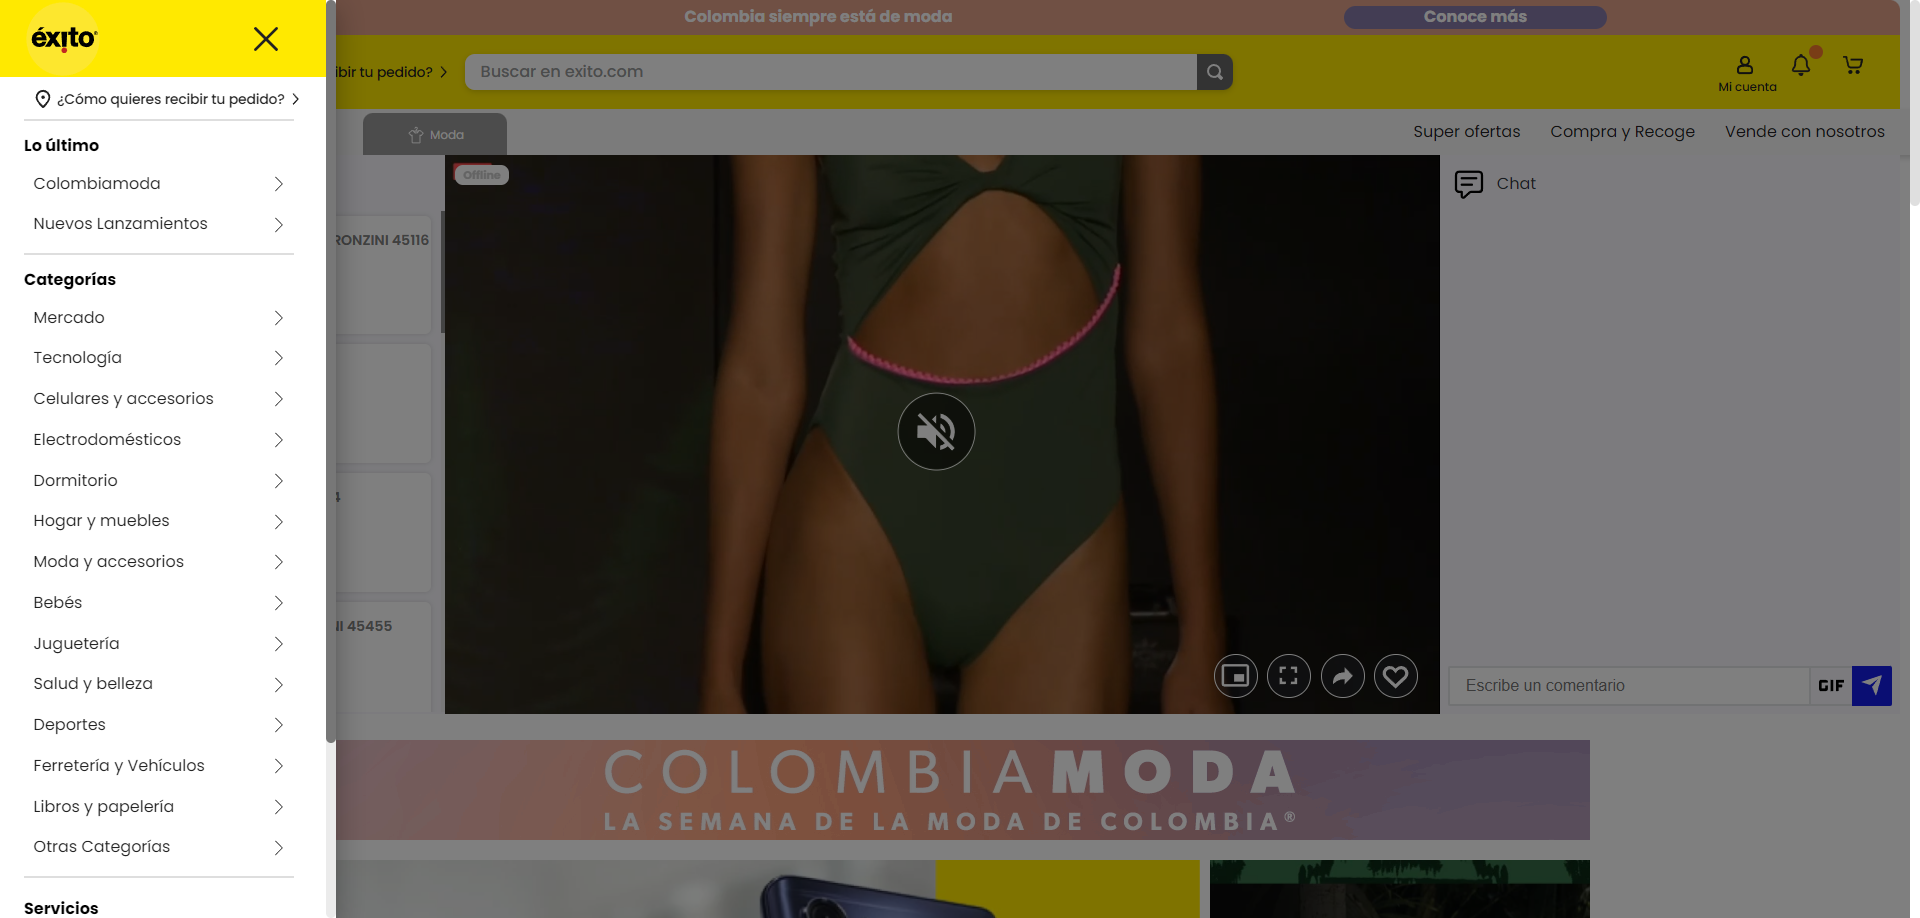 éxito
¿Cómo quieres recibir tu pedido?
Lo último
Colombiamoda
Nuevos Lanzamientos
Categorías
Mercado
Tecnología
Celulares y accesorios
Electrodomésticos
Dormitorio
Hogar y muebles
Moda y accesorios
Bebés
Juguetería
Salud y belleza
Deportes
Ferretería y Vehículos
Libros y papelería
Otras Categorías
Servicios
Colombia siempre está de moda
Conoce más
ibir tu pedido?
Buscar en exito.com
Mi cuenta
Moda
Super ofertas
Compra y Recoge
Vende con nosotros
RONZINI 45116
4
NI 45455
Offline
Chat
Escribe un comentario
GIF
COLOMBIAMODA
LA SEMANA DE LA MODA DE COLOMBIA®